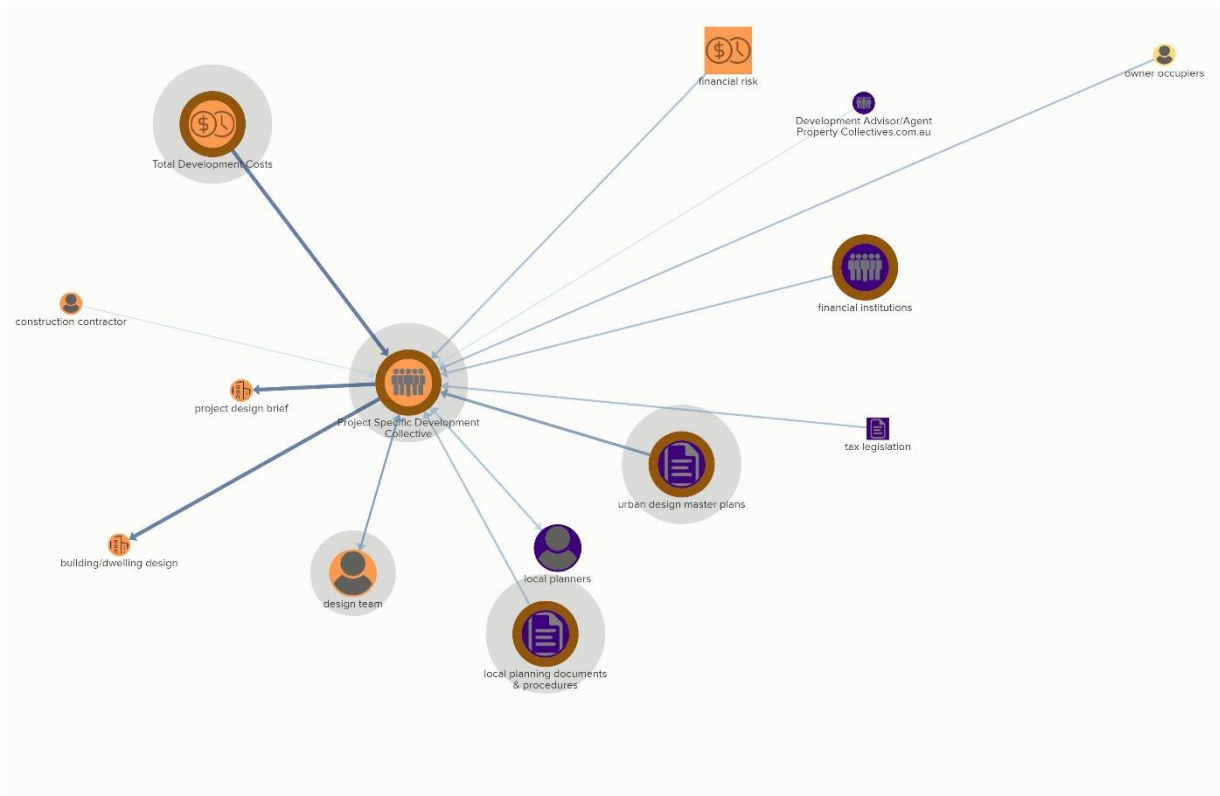 financial risk
owner occupiers
Development Advisor/Agent
Property Collectives.com.au
Total Development Costs
financial institutions
construction contractor
project design brief
Project Specific Development
Collective
tax legislation
urban design master plans
building/dwelling design
local planners
design team
local planning documents
& procedures